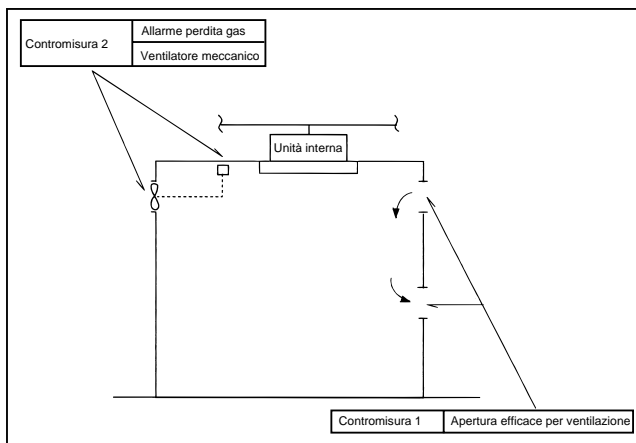 Contromisura 2
Allarme perdita gas
Ventilatore meccanico
Unità interna
Contromisura 1
Apertura efficace per ventilazione